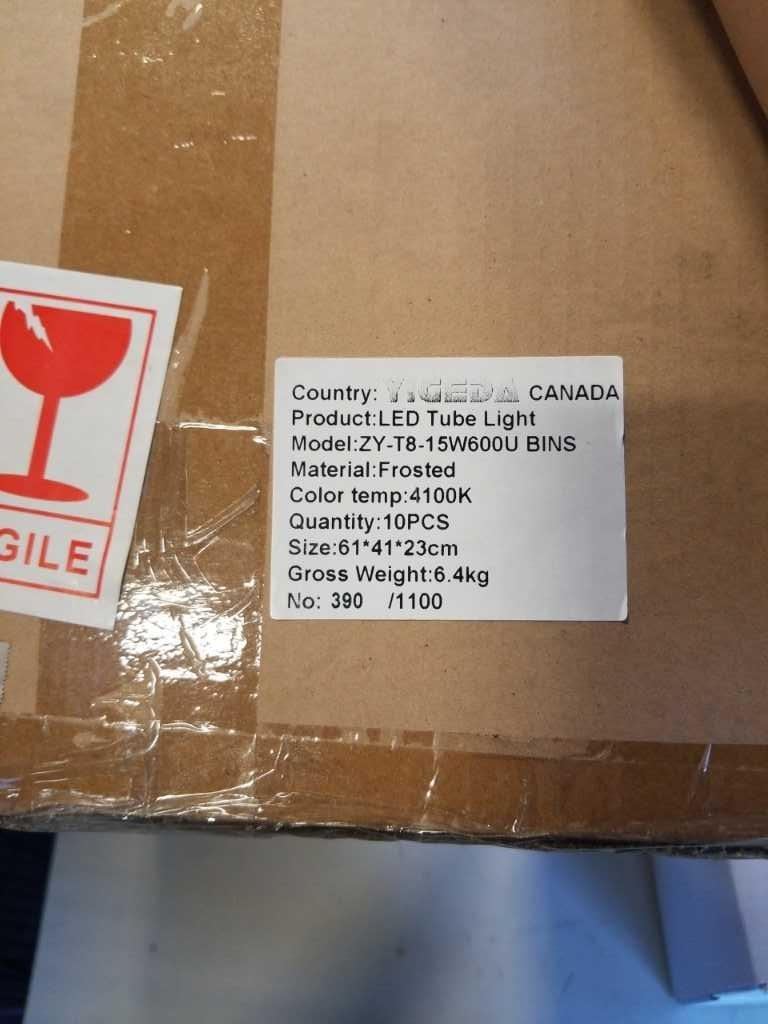 GILE
Country: YIGEDA CANADA
Product:LED Tube Light
Model:ZY-T8-15W600U BINS
Material:Frosted
Color temp:4100K
Quantity:10PCS
Size:61*41*23cm
Gross Weight:6.4kg
No: 390 /1100